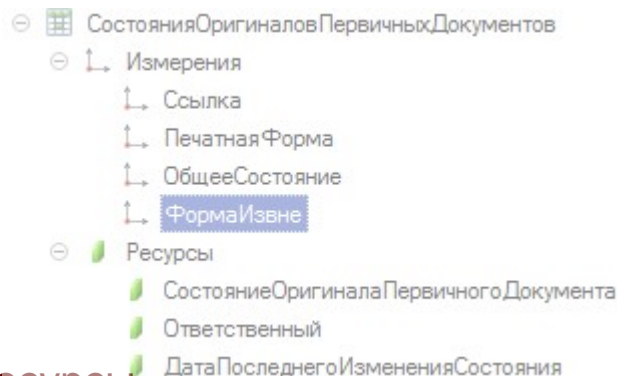 СостоянияОригиналовПервичныхДокументов
Измерения
Ссылка
ПечатнаяФорма
ОбщееСостояние
ФормаИзвне
Ресурсы
СостояниеОригиналаПервичногоДокумента
Ответственный
ДатаПоследнегоИзмененияСостояния